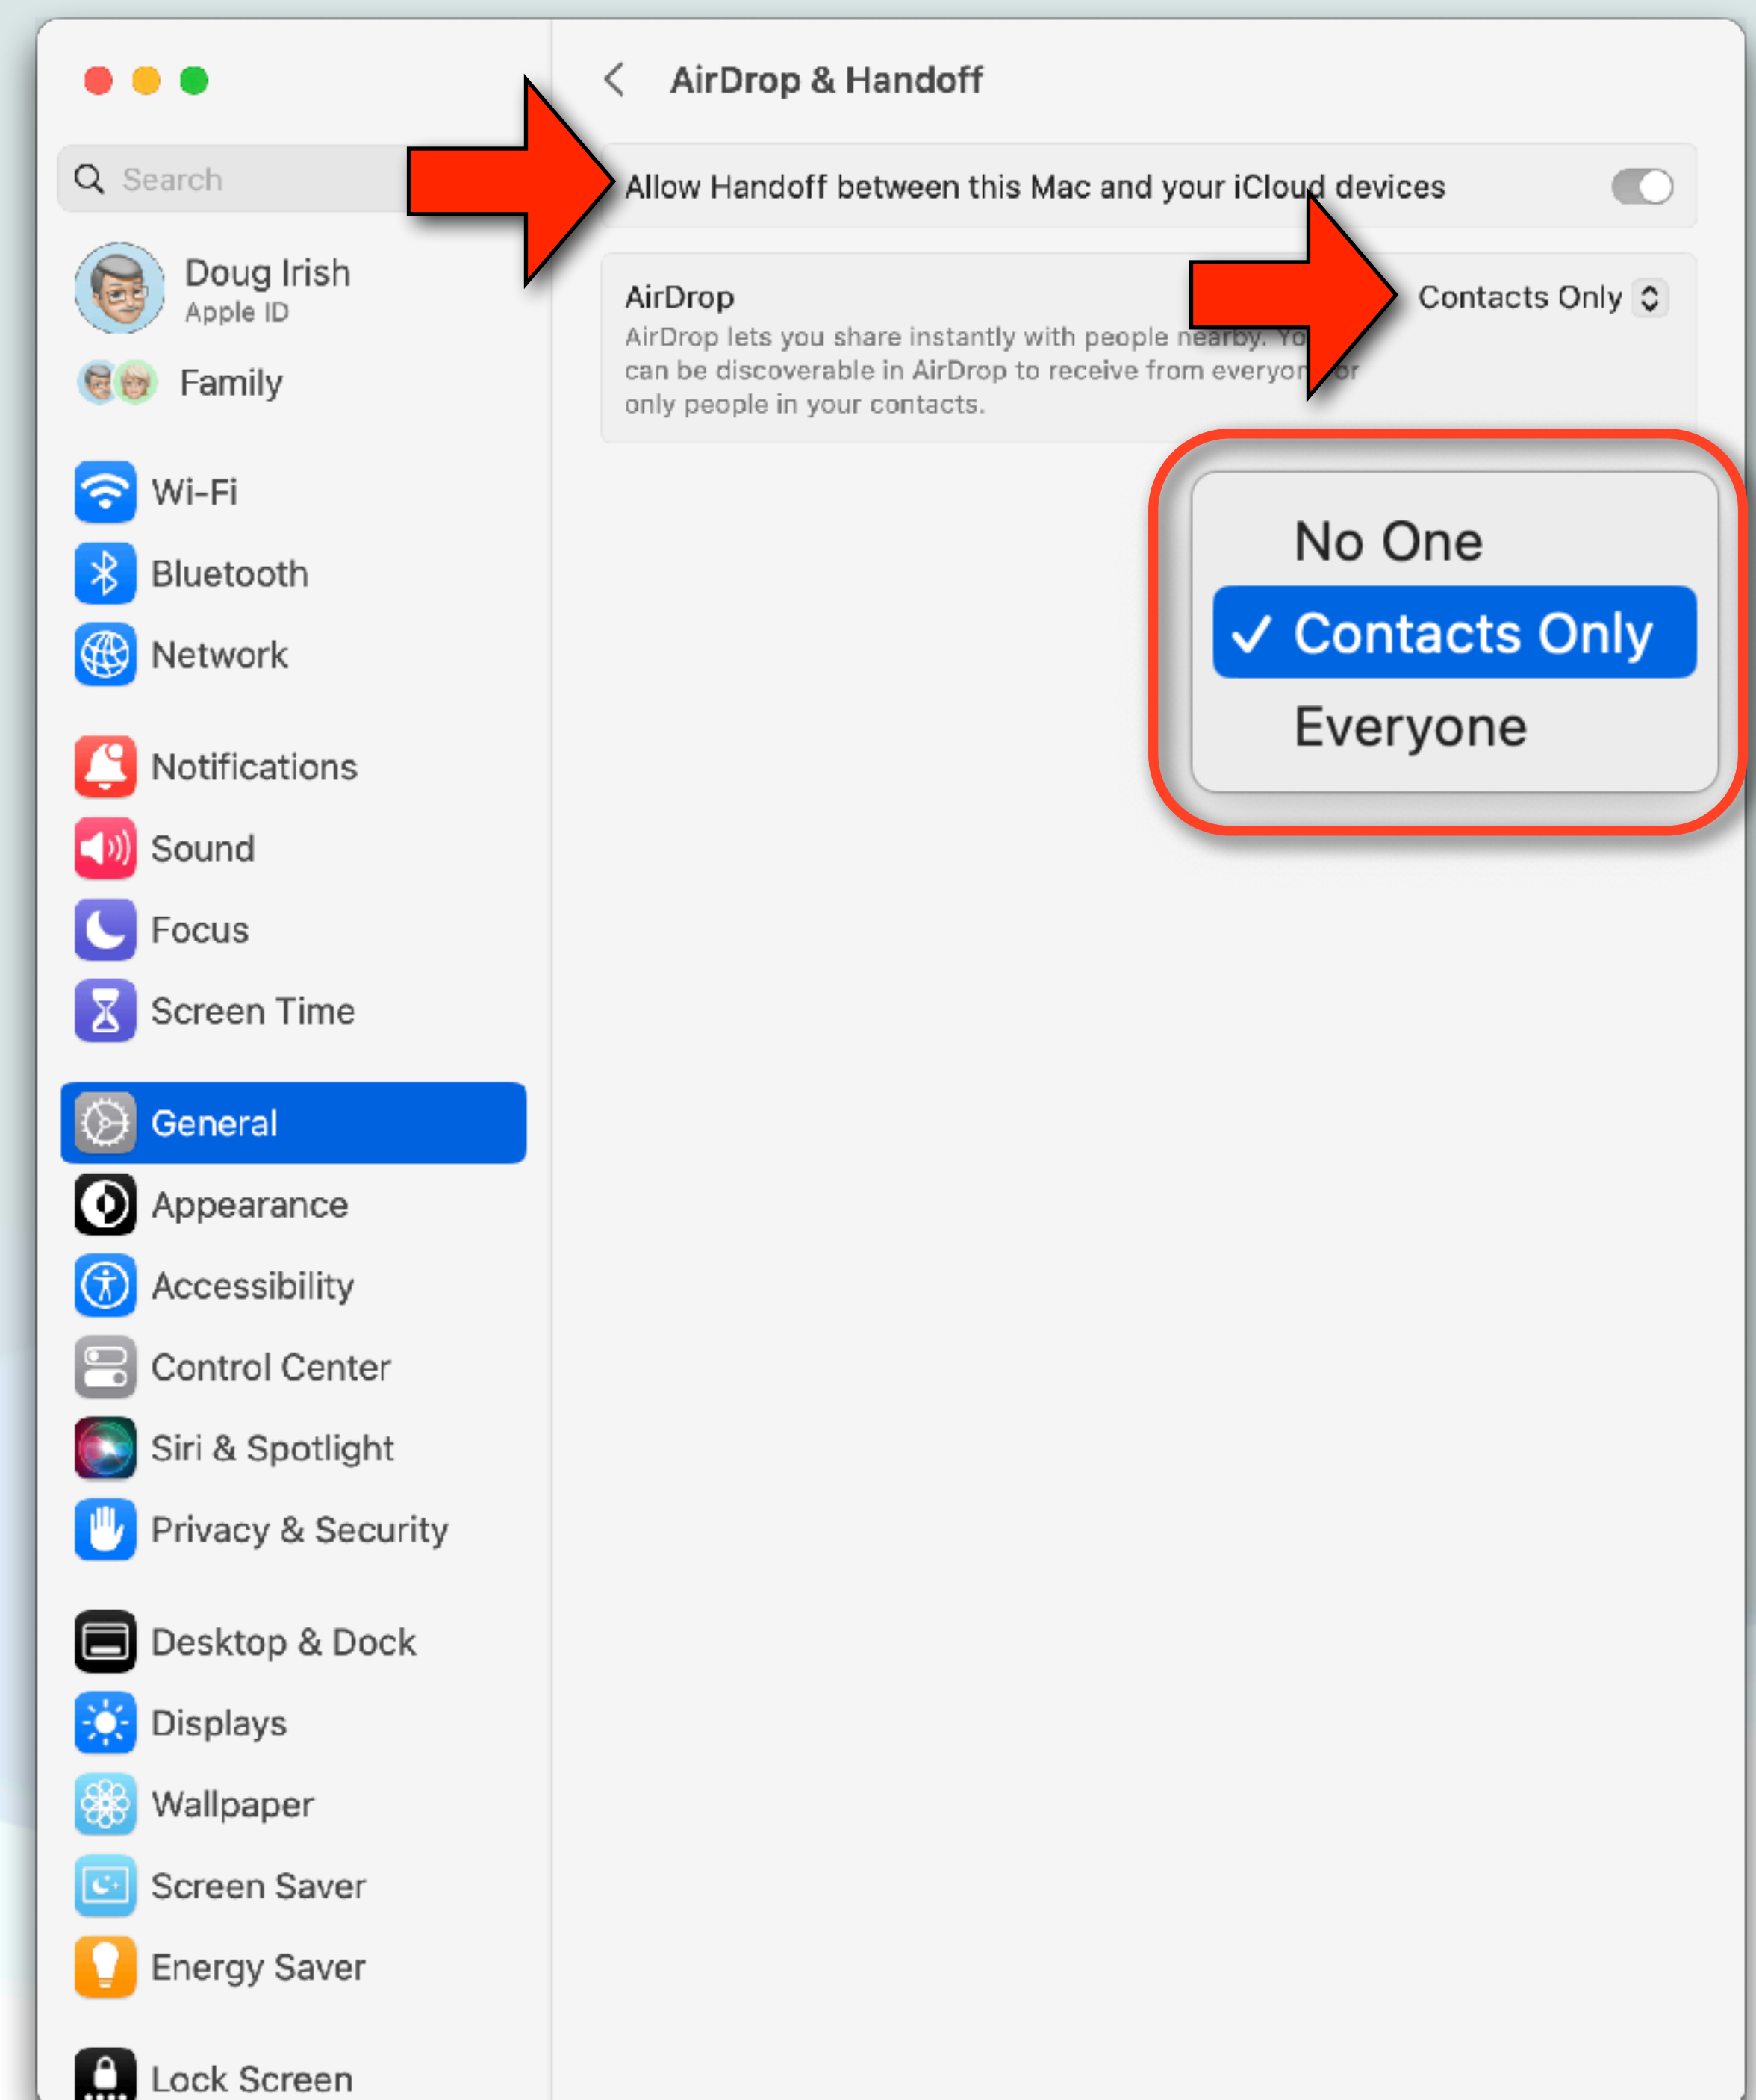 AirDrop & Handoff
Search
Allow Handoff between this Mac and your iCloud devices
Doug Irish
Apple ID
Family
AirDrop
Contacts Only
AirDrop lets you share instantly with people nearby. Yo
can be discoverable in AirDrop to receive from everyon or
only people in your contacts.
No One
Contacts Only
Everyone
Wi-Fi
Bluetooth
Network
Notifications
Sound
Focus
Screen Time
General
Appearance
Accessibility
Control Center
Siri & Spotlight
Privacy & Security
Desktop & Dock
Displays
Wallpaper
Screen Saver
Energy Saver
Lock Screen